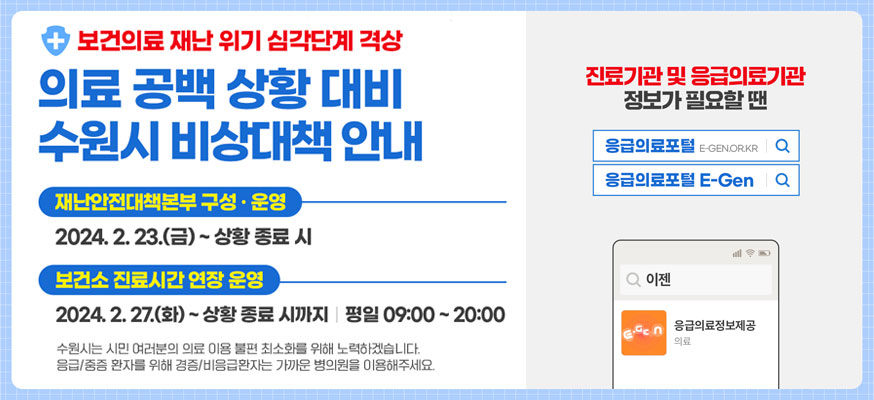 보건의료 재난 위기 심각단계 격상
의료 공백 상황 대비
수원시 비상대책 안내
재난안전대책본부 구성 · 운영
2024. 2. 23.(금) ~ 상황 종료 시
보건소 진료시간 연장 운영
2024. 2. 27.(화) ~ 상황 종료 시까지 | 평일 09:00 ~ 20:00
수원시는 시민 여러분의 의료 이용 불편 최소화를 위해 노력하겠습니다.
응급/중증 환자를 위해 경증/비응급환자는 가까운 병의원을 이용해주세요.
진료기관 및 응급의료기관
정보가 필요할 땐
응급의료포털 E-GEN.OR.KR
응급의료포털 E-Gen
이젠
E-Gen
응급의료정보제공
의료